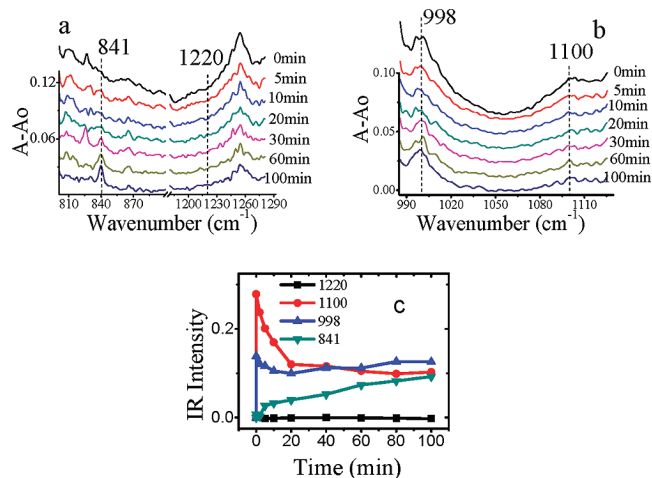 a
841
1220
0min
5min
10min
20min
30min
60min
100min
0.12
0.06
A-Ao
810 840 870 1200 1230 1260 1290
Wavenumber (cm-1)
b
998
1100
0min
5min
10min
20min
30min
60min
100min
0.10
0.05
0.00
A-Ao
990 1020 1050 1080 1110
Wavenumber (cm-1)
c
1220
1100
998
841
0.2
0.0
IR Intensity
0 20 40 60 80 100
Time (min)